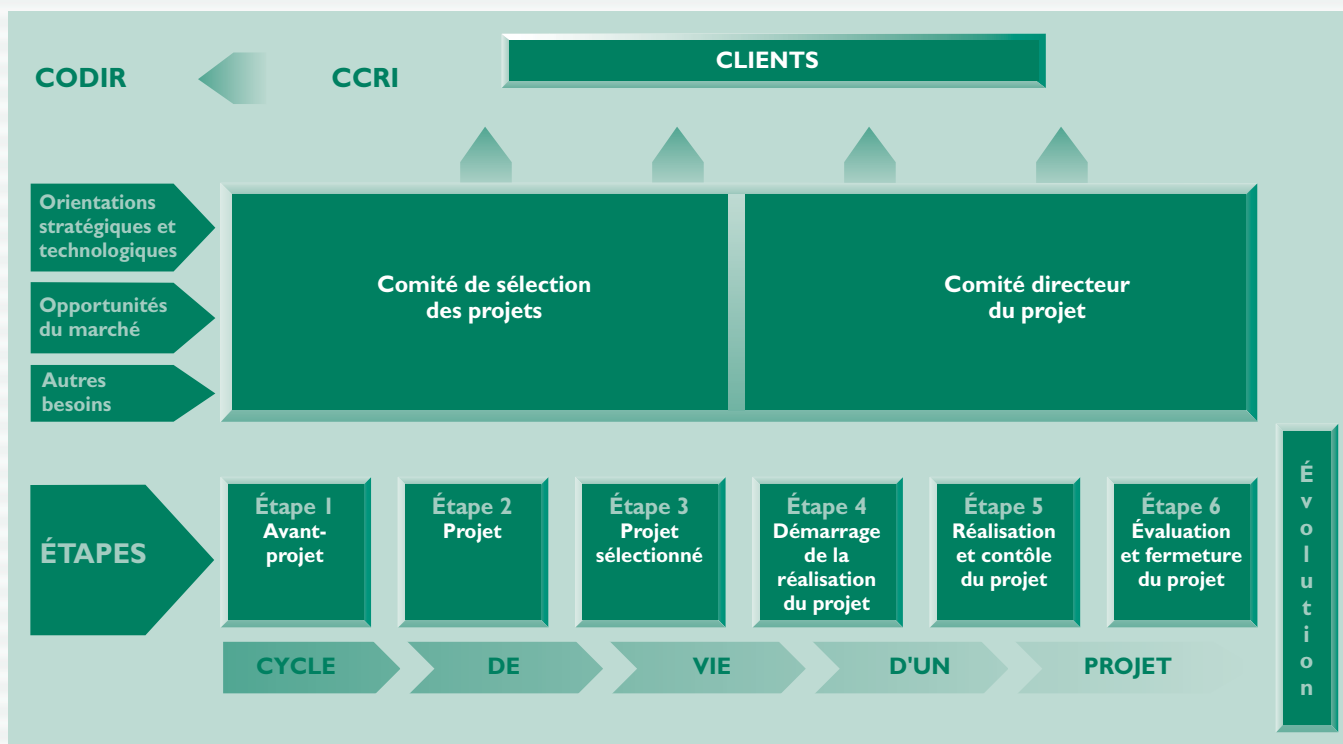 CODIR
CCRI
CLIENTS
Orientations
stratégiques et
technologiques
Opportunités
du marché
Autres
besoins
Comité de sélection
des projets
Comité directeur
du projet
ÉTAPES
Étape 1
Avant-
projet
Étape 2
Projet
Étape 3
Projet
sélectionné
Étape 4
Démarrage
de la
réalisation
du projet
Étape 5
Réalisation
et contôle
du projet
Étape 6
Évaluation
et fermeture
du projet
CYCLE DE VIE D'UN PROJET
Évolution